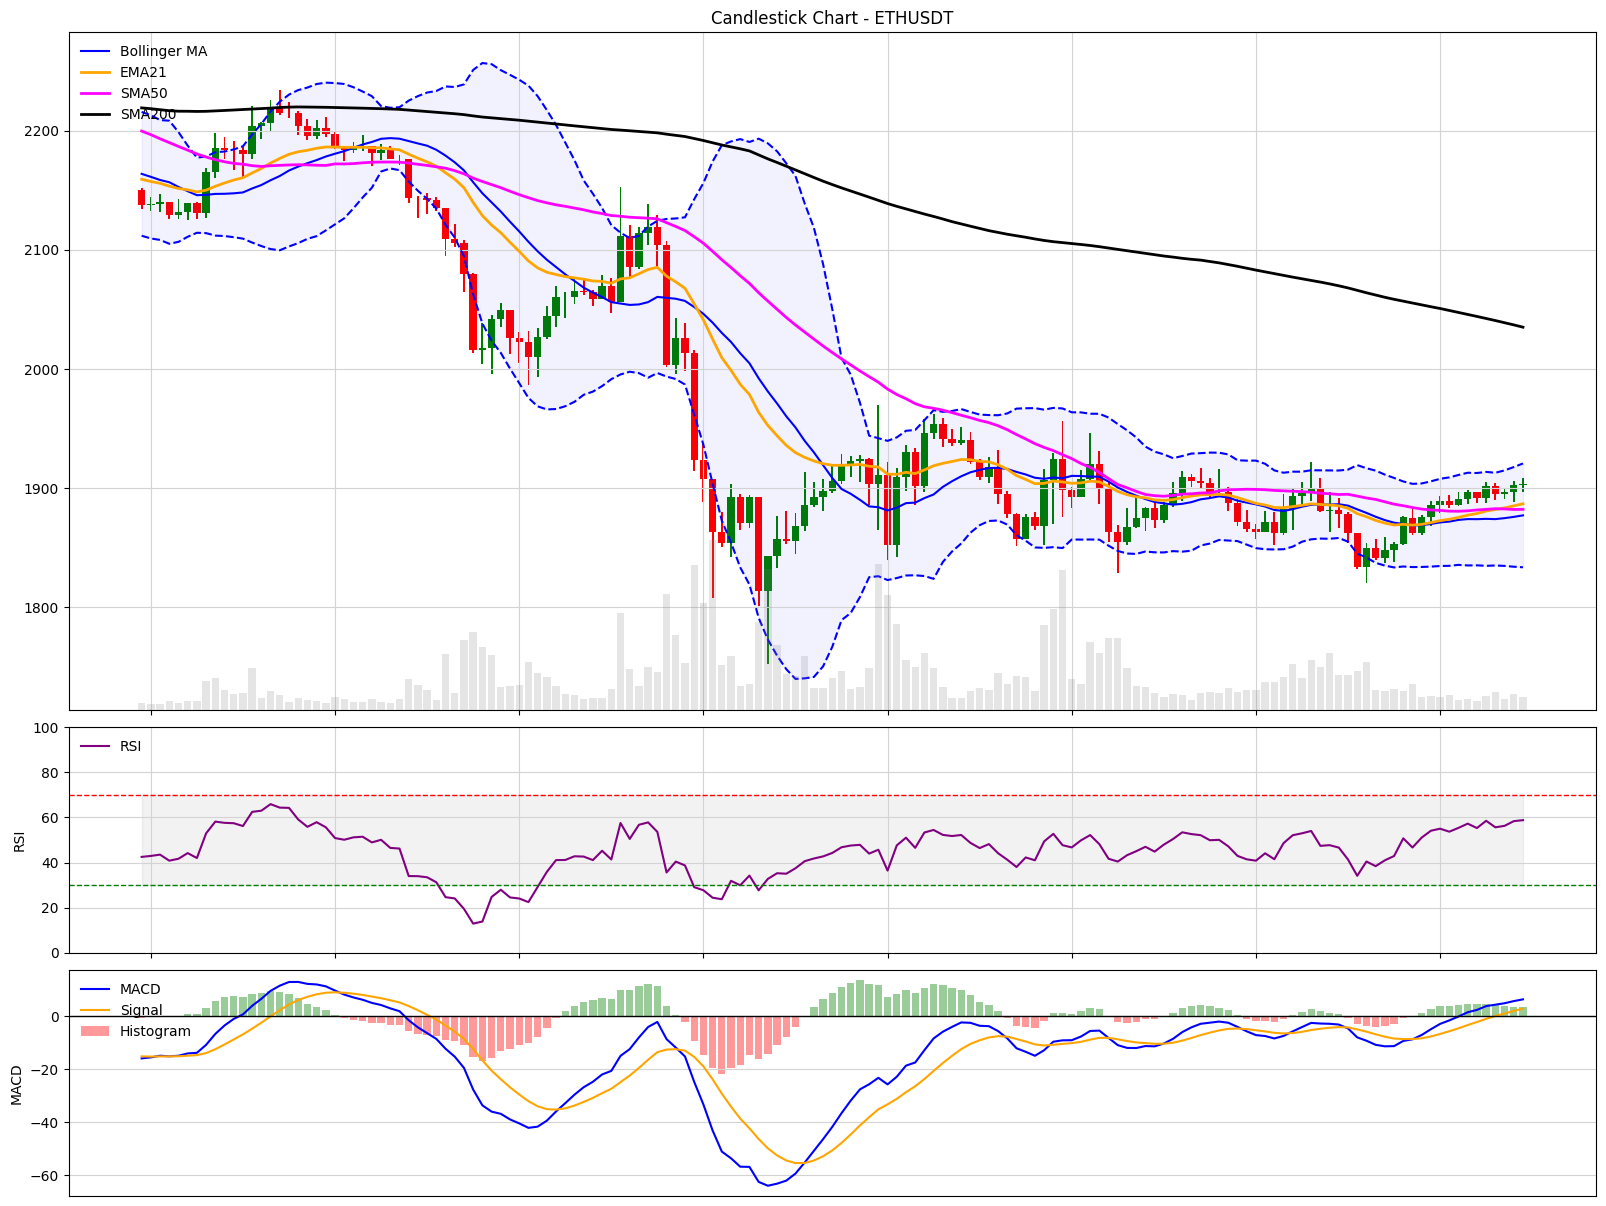 Candlestick Chart - ETHUSDT
Bollinger MA
EMA21
SMA50
SMA200
2200
2100
2000
1900
1800
100
80
60
40
20
0
RSI
RSI
0
−20
−40
−60
MACD
MACD
Signal
Histogram